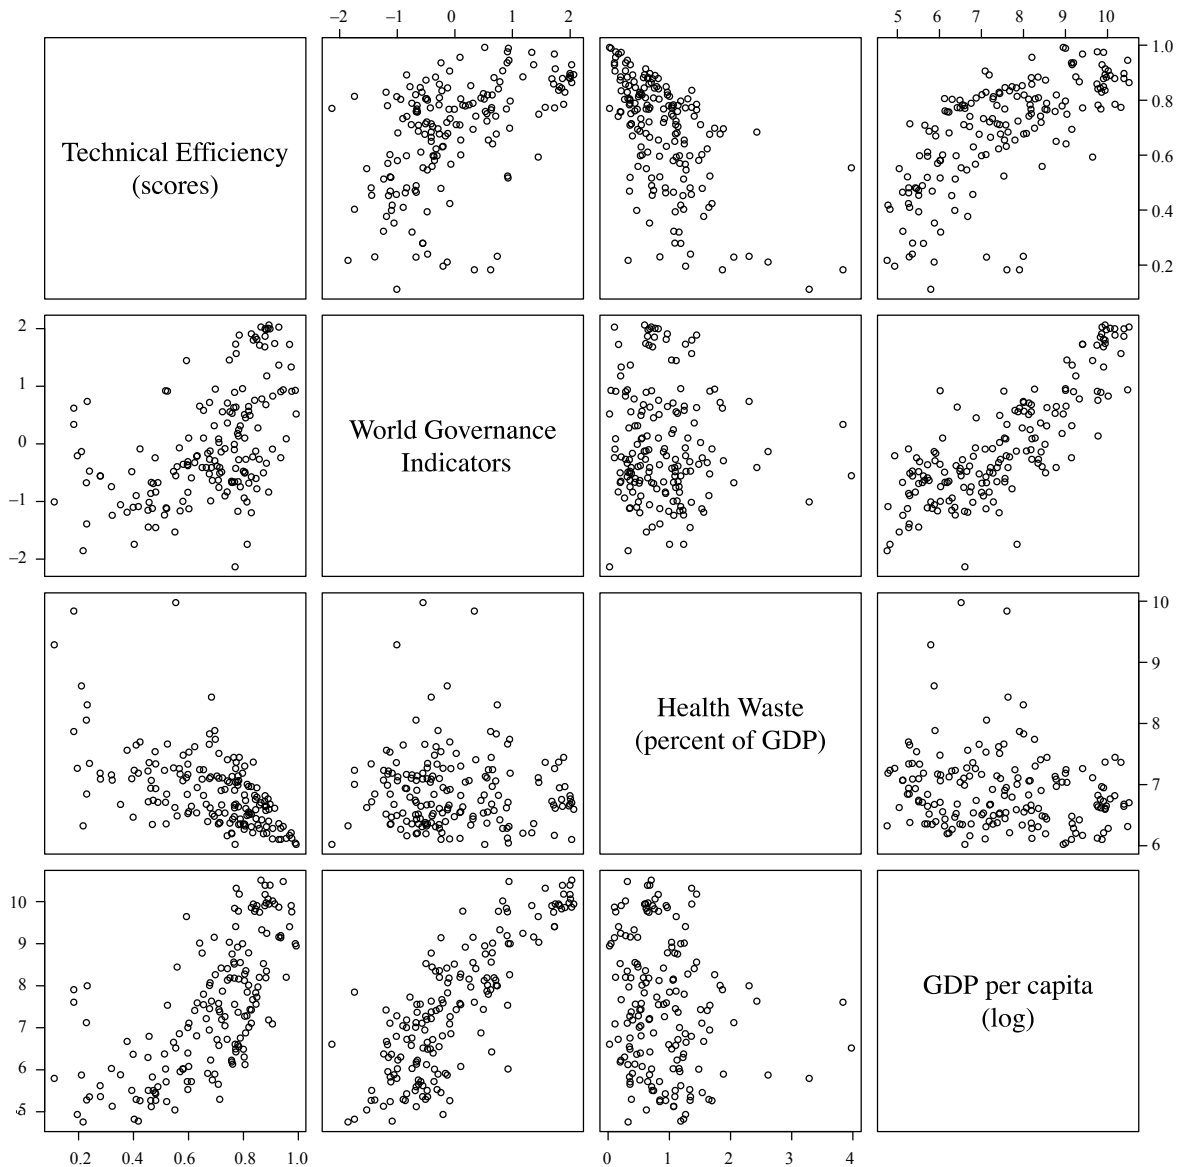 −2 −1 0 1 2 5 6 7 8 9 10
Technical Efficiency
(scores)
1.0
0.8
0.6
0.4
0.2
2
1
0
−1
−2
World Governance
Indicators
Health Waste
(percent of GDP)
10
9
8
7
6
10
9
8
7
6
5
GDP per capita
(log)
0.2 0.4 0.6 0.8 1.0 0 1 2 3 4